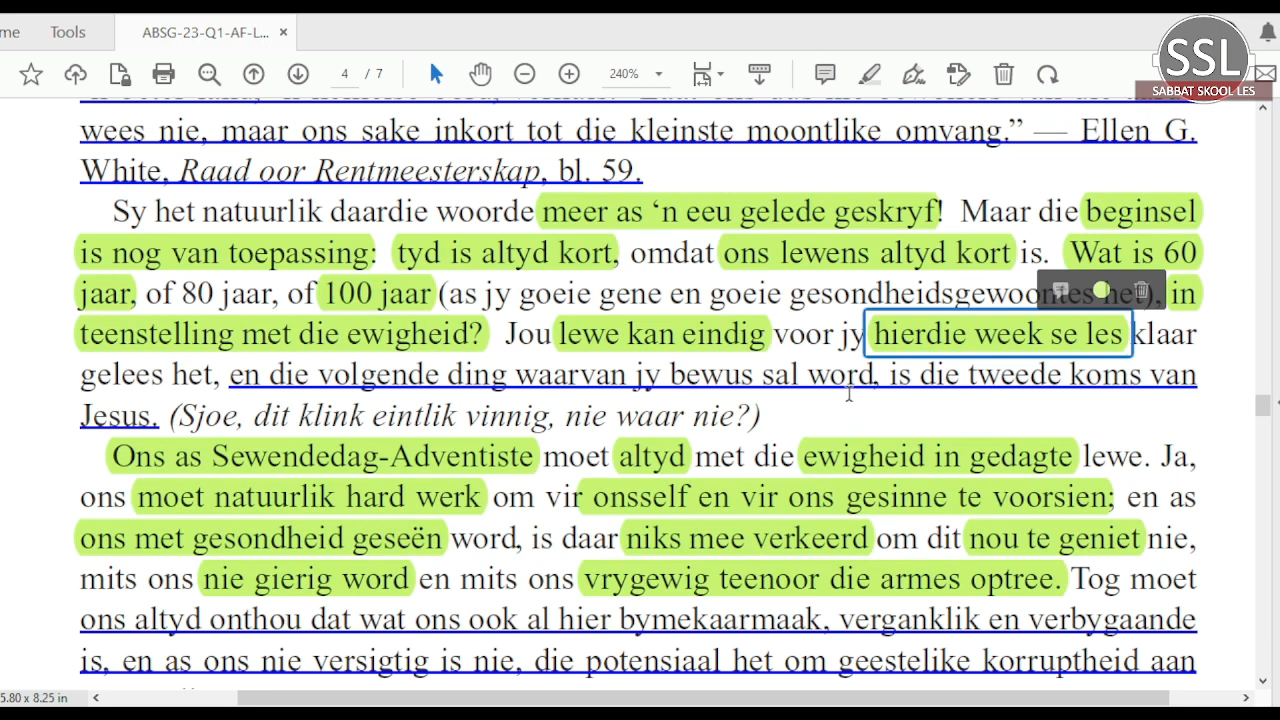 me
Tools
ABSG-23-Q1-AF-L... ×
4 / 7
240%
SSL
SABBAT SKOOL LES
wees nie, maar ons sake inkort tot die kleinste moontlike omvang.” — Ellen G.
White, Raad oor Rentmeesterskap, bl. 59.
Sy het natuurlik daardie woorde meer as ‘n eeu gelede geskryf! Maar die beginsel
is nog van toepassing: tyd is altyd kort, omdat ons lewens altyd kort is. Wat is 60
jaar, of 80 jaar, of 100 jaar (as jy goeie gene en goeie gesondheidsgewoontes het), in
teenstelling met die ewigheid? Jou lewe kan eindig voor jy hierdie week se les klaar
gelees het, en die volgende ding waarvan jy bewus sal word, is die tweede koms van
Jesus. (Sjoe, dit klink eintlik vinnig, nie waar nie?)
Ons as Sewendedag-Adventiste moet altyd met die ewigheid in gedagte lewe. Ja,
ons moet natuurlik hard werk om vir onsself en vir ons gesinne te voorsien; en as
ons met gesondheid geseën word, is daar niks mee verkeerd om dit nou te geniet nie,
mits ons nie gierig word en mits ons vrygewig teenoor die armes optree. Tog moet
ons altyd onthou dat wat ons ook al hier bymekaarmaak, verganklik en verbygaande
is, en as ons nie versigtig is nie, die potensiaal het om geestelike korruptheid aan
5.80 x 8.25 in